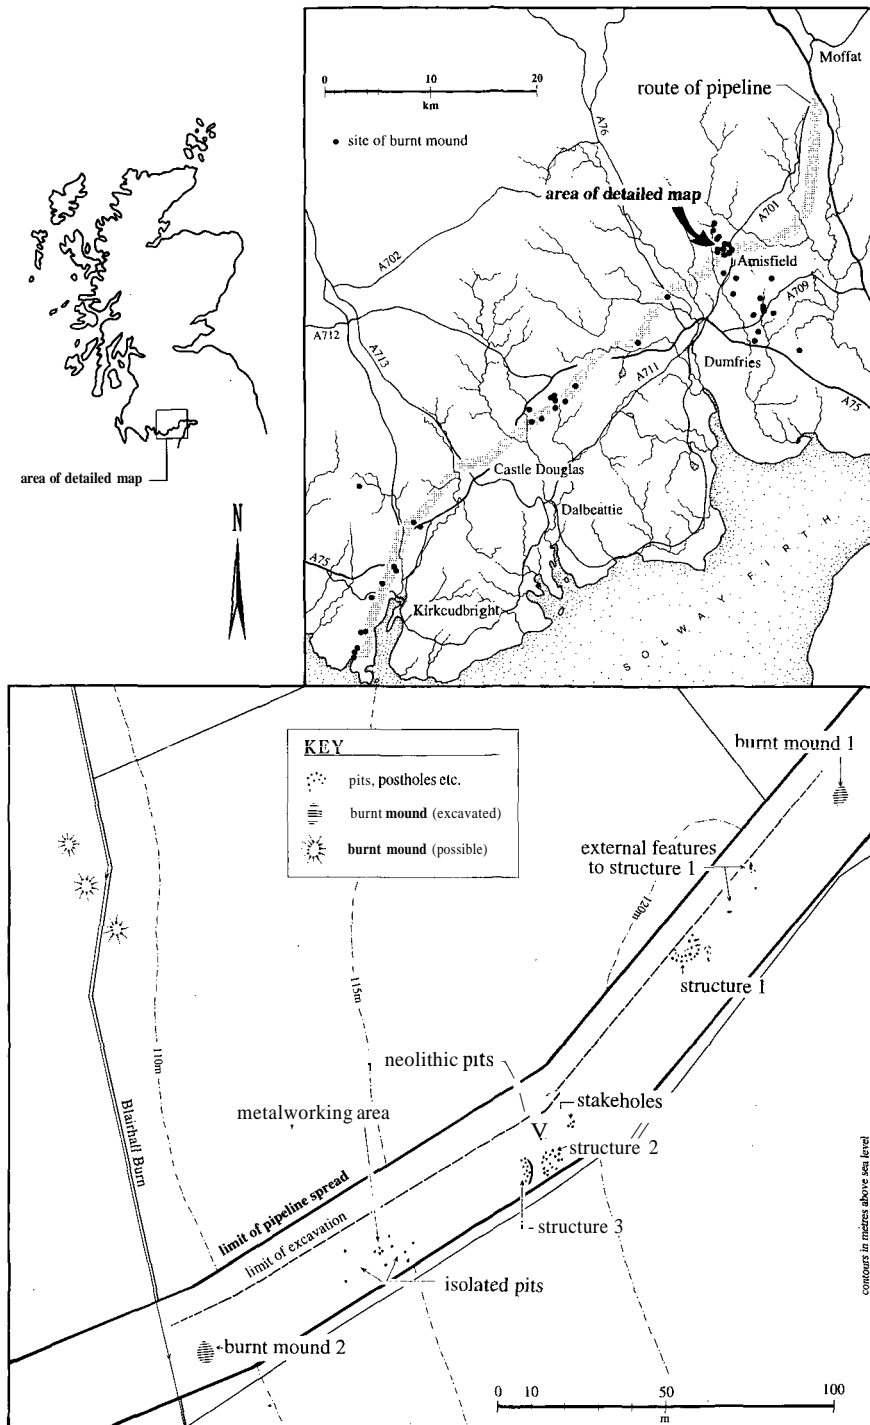 0
10
20
km
site of burnt mound
Moffat
route of pipeline
A76
area of detailed map
A701
Amisfield
A702
A709
A712
A713
A711
Dumfries
A75
area of detailed map
Castle Douglas
Dalbeattie
N
A75
Kirkcudbright
SOLWAY FIRTH
KEY
pits, postholes etc.
burnt mound (excavated)
burnt mound (possible)
burnt mound 1
external features
to structure 1
120m
structure 1
115m
110m
neolithic pits
stakeholes
metalworking area
Blairhall Burn
structure 2
limit of pipeline spread
limit of excavation
structure 3
isolated pits
burnt mound 2
contours in metres above sea level
0
10
50
100
m